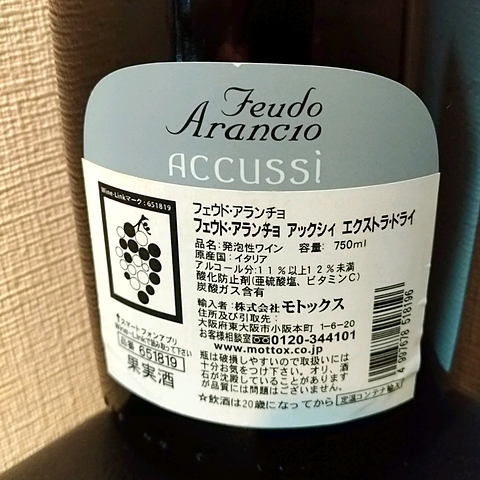 Feudo
Arancio
ACCUSSì
Wine-Linkマーク:651819
フェウド・アランチョ
フェウド・アランチョ アックシィ エクストラ・ドライ
品名:発泡性ワイン 容量: 750ml
原産国:イタリア
アルコール分:11%以上12%未満
酸化防止剤(亜硫酸塩、ビタミンC)
炭酸ガス含有
輸入者:株式会社 モトックス
住所及び引取先:
大阪府東大阪市小阪本町 1-6-20
お客様相談室 0120-344101
www.mottox.co.jp
瓶は破損しやすいので取扱いには
十分お気をつけ下さい。オリ、酒
石が沈殿していることがあります
が品質には問題はございません。
☆飲酒は20歳になってから 定温コンテナ輸入
スマートフォンアプリ
品番 651819
果実酒
4 997678 518196